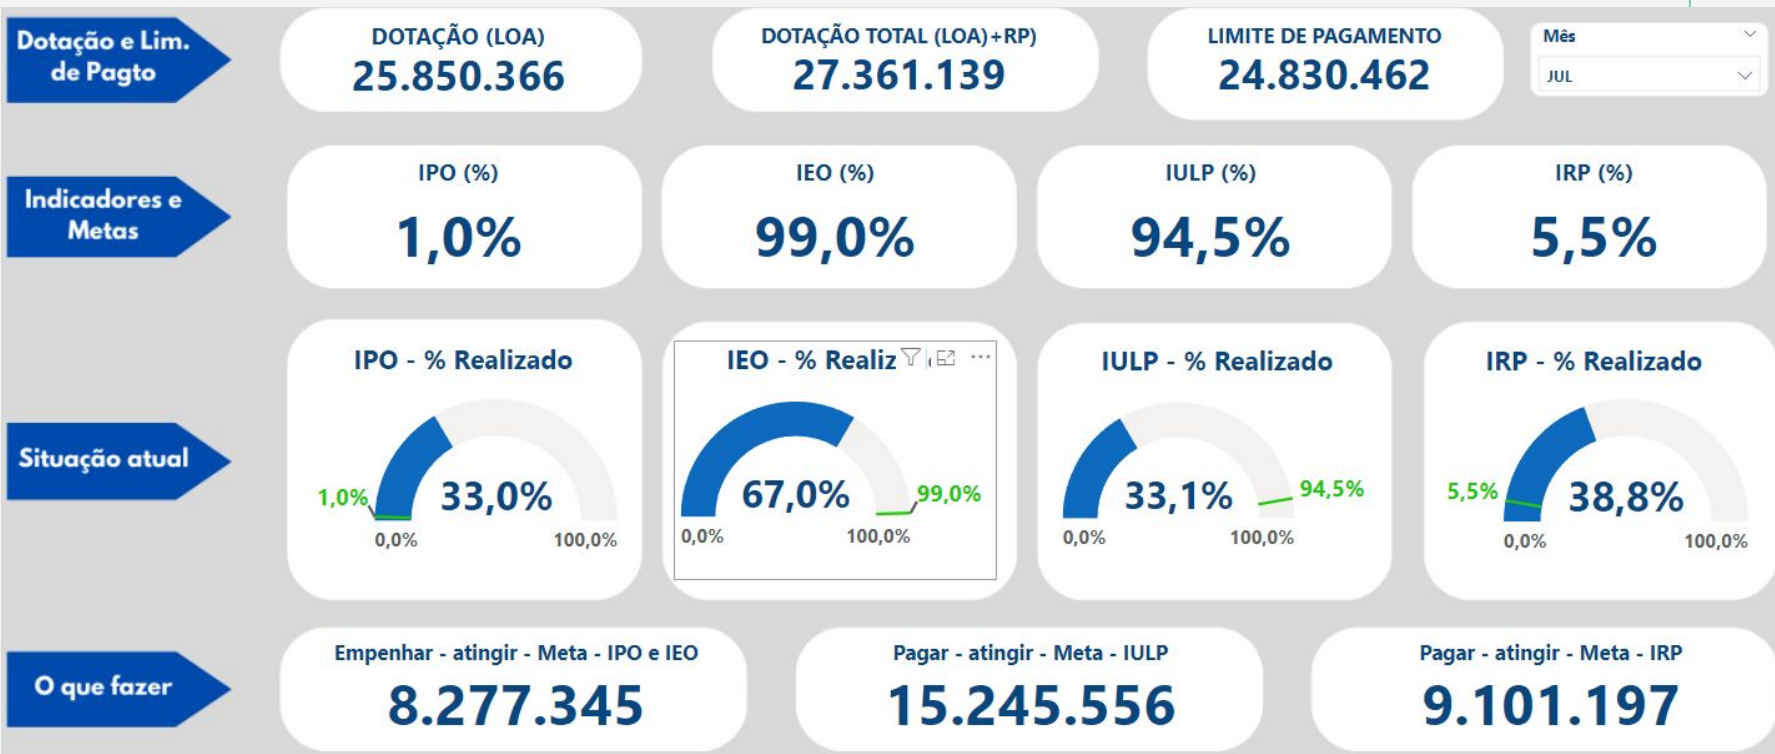 Dotação e Lim.
de Pagto
DOTAÇÃO (LOA)
25.850.366
DOTAÇÃO TOTAL (LOA)+RP)
27.361.139
LIMITE DE PAGAMENTO
24.830.462
Mês
JUL
Indicadores e
Metas
IPO (%)
1,0%
IEO (%)
99,0%
IULP (%)
94,5%
IRP (%)
5,5%
Situação atual
IPO - % Realizado
1,0%
33,0%
0,0%
100,0%
IEO - % Realiz
67,0%
99,0%
0,0%
100,0%
IULP - % Realizado
33,1%
94,5%
0,0%
100,0%
IRP - % Realizado
5,5%
38,8%
0,0%
100,0%
O que fazer
Empenhar - atingir - Meta - IPO e IEO
8.277.345
Pagar - atingir - Meta - IULP
15.245.556
Pagar - atingir - Meta - IRP
9.101.197